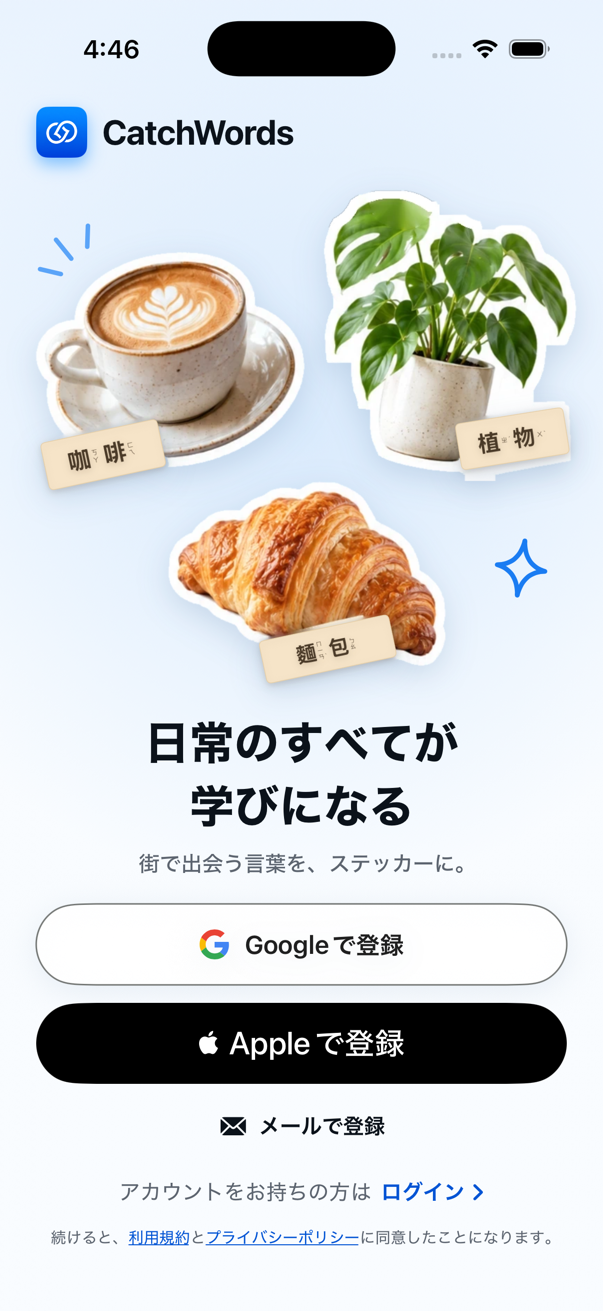 4:46
CatchWords
咖啡
植物
麵包
日常のすべてが
学びになる
街で出会う言葉を、ステッカーに。
Googleで登録
Appleで登録
メールで登録
アカウントをお持ちの方は ログイン
続けると、利用規約とプライバシーポリシーに同意したことになります。